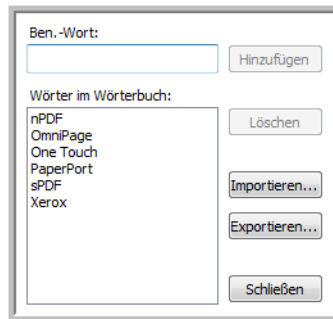 Ben.-Wort:
Hinzufügen
Wörter im Wörterbuch:
nPDF
OmniPage
One Touch
PaperPort
sPDF
Xerox
Löschen
Importieren...
Exportieren...
Schließen